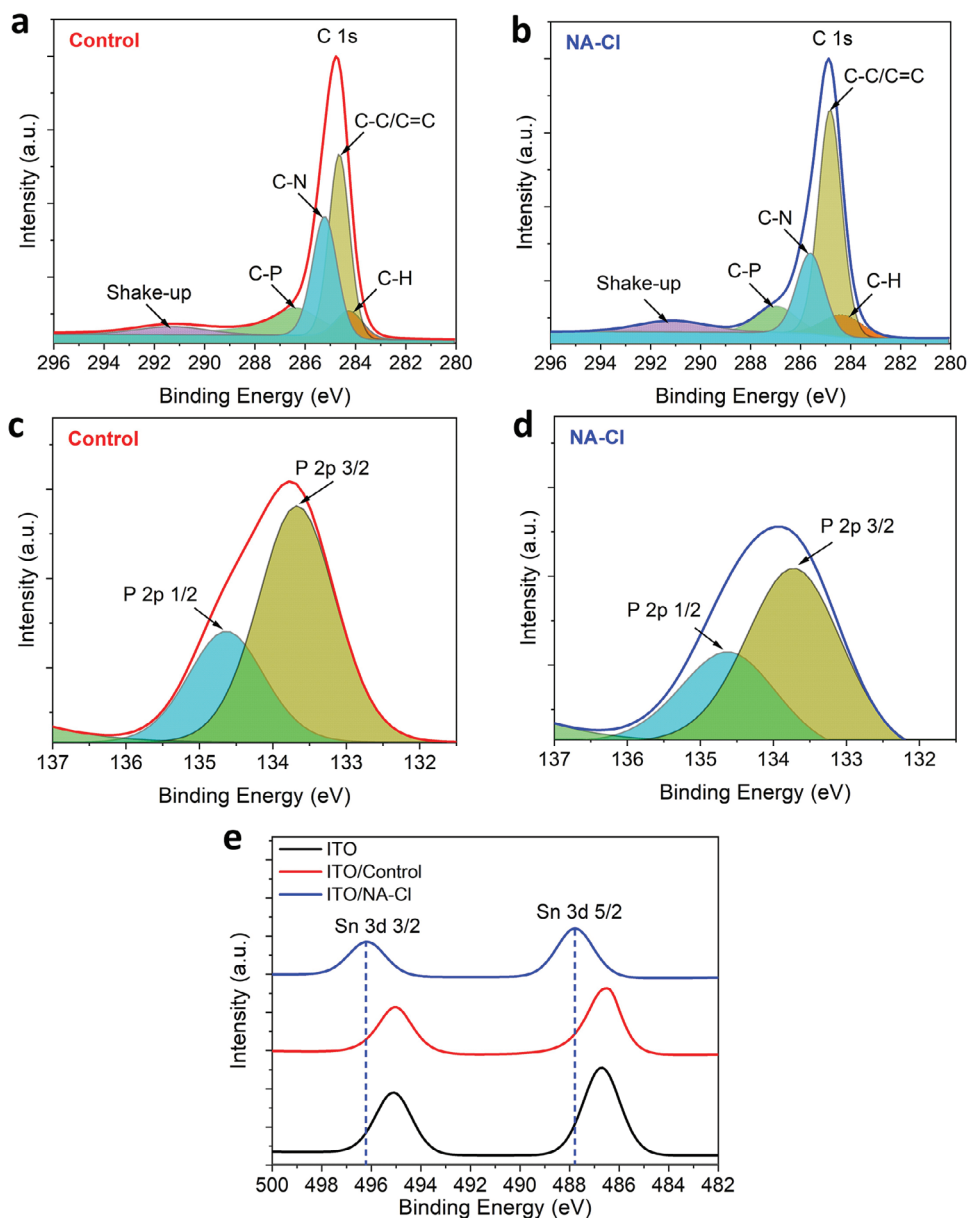 a
Control
C 1s
C-C/C=C
C-N
C-P
C-H
Shake-up
Intensity (a.u.)
296 294 292 290 288 286 284 282 280
Binding Energy (eV)
b
NA-Cl
C 1s
C-C/C=C
C-N
C-P
C-H
Shake-up
Intensity (a.u.)
296 294 292 290 288 286 284 282 280
Binding Energy (eV)
c
Control
P 2p 3/2
P 2p 1/2
Intensity (a.u.)
137 136 135 134 133 132
Binding Energy (eV)
d
NA-Cl
P 2p 3/2
P 2p 1/2
Intensity (a.u.)
137 136 135 134 133 132
Binding Energy (eV)
e
ITO
ITO/Control
ITO/NA-Cl
Sn 3d 3/2
Sn 3d 5/2
Intensity (a.u.)
500 498 496 494 492 490 488 486 484 482
Binding Energy (eV)